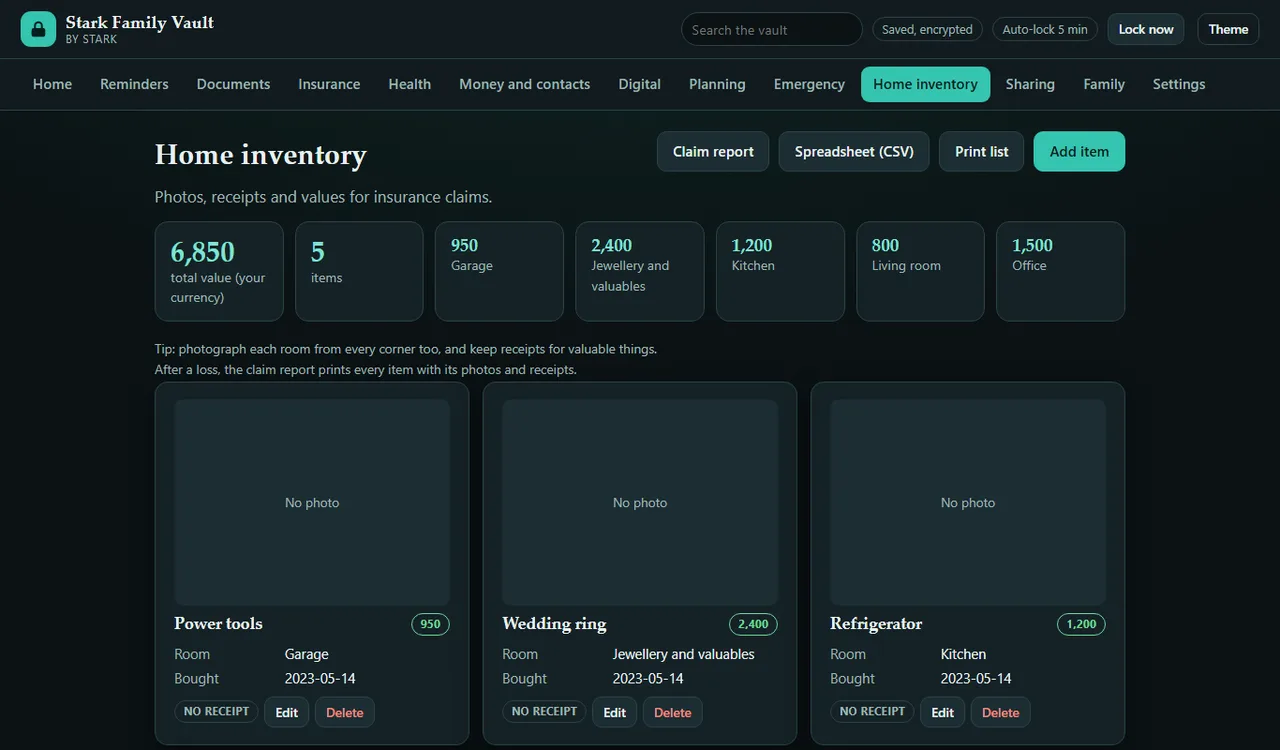 Stark Family Vault
BY STARK
Search the vault
Saved, encrypted
Auto-lock 5 min
Lock now
Theme
Home
Reminders
Documents
Insurance
Health
Money and contacts
Digital
Planning
Emergency
Home inventory
Sharing
Family
Settings
Home inventory
Claim report
Spreadsheet (CSV)
Print list
Add item
Photos, receipts and values for insurance claims.
6,850
total value (your
currency)
5
items
950
Garage
2,400
Jewellery and
valuables
1,200
Kitchen
800
Living room
1,500
Office
Tip: photograph each room from every corner too, and keep receipts for valuable things.
After a loss, the claim report prints every item with its photos and receipts.
No photo
Power tools
950
Room Garage
Bought 2023-05-14
NO RECEIPT
Edit
Delete
No photo
Wedding ring
2,400
Room Jewellery and valuables
Bought 2023-05-14
NO RECEIPT
Edit
Delete
No photo
Refrigerator
1,200
Room Kitchen
Bought 2023-05-14
NO RECEIPT
Edit
Delete